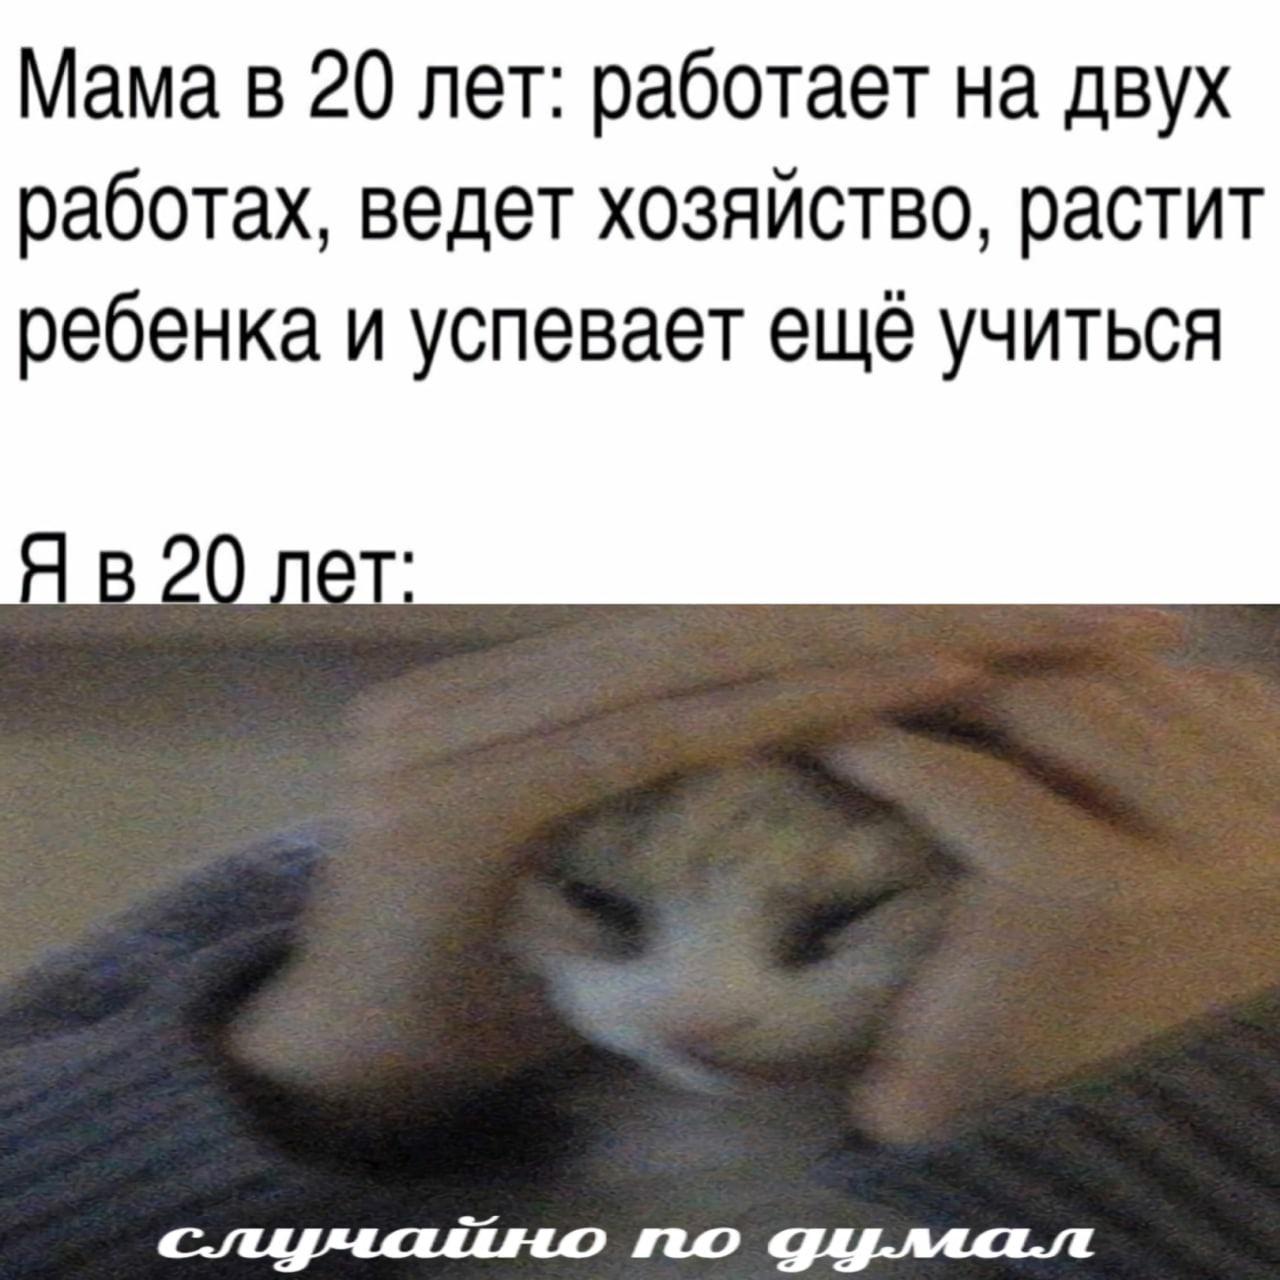 Мама в 20 лет: работает на двух
работах, ведет хозяйство, растит
ребенка и успевает ещё учиться
Я в 20 лет:
случайно по думал